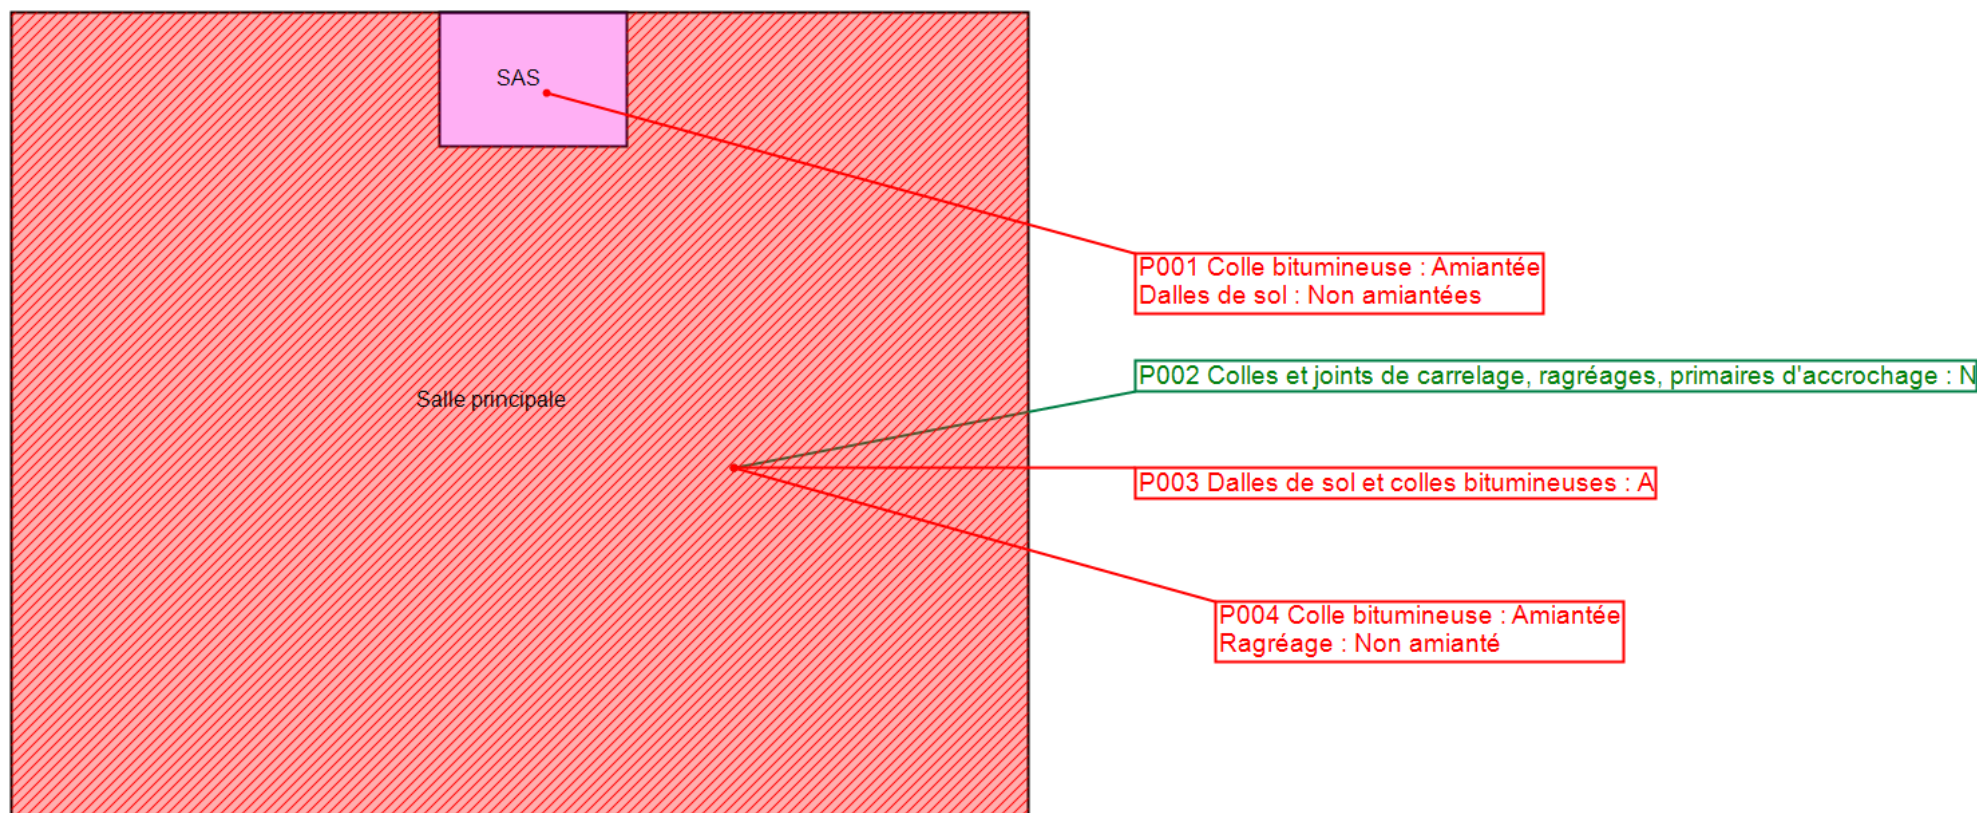 SAS
P001 Colle bitumineuse : Amiantée
Dalles de sol : Non amiantées
P002 Colles et joints de carrelage, ragréages, primaires d'accrochage : N
Salle principale
P003 Dalles de sol et colles bitumineuses : A
P004 Colle bitumineuse : Amiantée
Ragréage : Non amianté